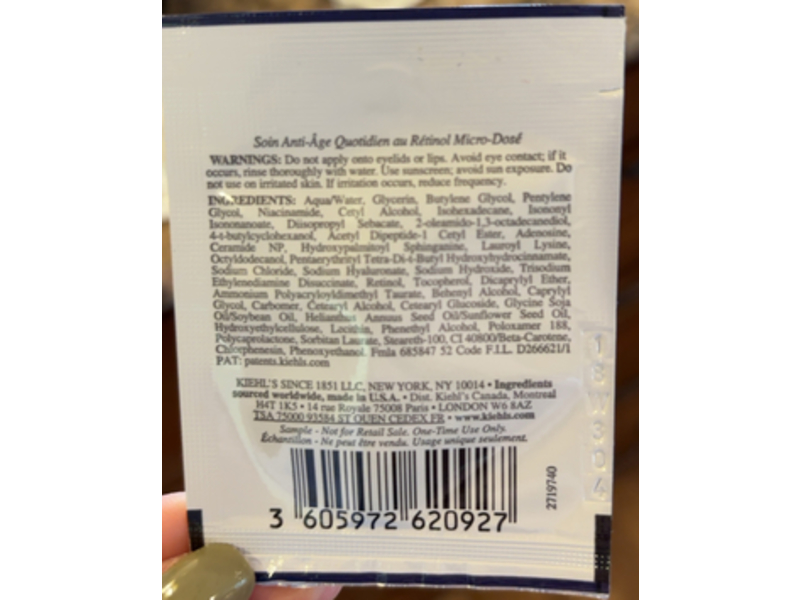 Soin Anti-Âge Quotidien au Rétinol Micro-Dosé
WARNINGS: Do not apply onto eyelids or lips. Avoid eye contact; if it
occurs, rinse thoroughly with water. Use sunscreen; avoid sun exposure. Do
not use on irritated skin. If irritation occurs, reduce frequency.
INGREDIENTS: Aqua/Water, Glycerin, Butylene Glycol, Pentylene
Glycol, Niacinamide, Cetyl Alcohol, Isohexadecane, Isononyl
Isononanoate, Diisopropyl Sebacate, 2-oleamido-1,3-octadecanediol,
4-t-butylcyclohexanol, Acetyl Dipeptide-1 Cetyl Ester, Adenosine,
Ceramide NP, Hydroxypalmitoyl Sphinganine, Lauroyl Lysine,
Octyldodecanol, Pentaerythrityl Tetra-Di-t-Butyl Hydroxyhydrocinnamate,
Sodium Chloride, Sodium Hyaluronate, Sodium Hydroxide, Trisodium
Ethylenediamine Disuccinate, Retinol, Tocopherol, Dicaprylyl Ether,
Ammonium Polyacryloyldimethyl Taurate, Behenyl Alcohol, Caprylyl
Glycol, Carbomer, Cetearyl Alcohol, Cetearyl Glucoside, Glycine Soja
Oil/Soybean Oil, Helianthus Annuus Seed Oil/Sunflower Seed Oil,
Hydroxyethylcellulose, Lecithin, Phenethyl Alcohol, Poloxamer 188,
Polycaprolactone, Sorbitan Laurate, Steareth-100, CI 40800/Beta-Carotene,
Chlorphenesin, Phenoxyethanol. Fmla 685847 52 Code F.I.L. D266621/1
PAT: patents.kiehls.com
KIEHL'S SINCE 1851 LLC, NEW YORK, NY 10014 • Ingredients
sourced worldwide, made in U.S.A. • Dist. Kiehl's Canada, Montreal
H4T 1K5 • 14 rue Royale 75008 Paris • LONDON W6 8AZ
TSA 75000 93584 ST OUEN CEDEX FR • www.kiehls.com
Sample - Not for Retail Sale. One-Time Use Only.
Échantillon - Ne peut être vendu. Usage unique seulement.
3 605972 620927
2719740